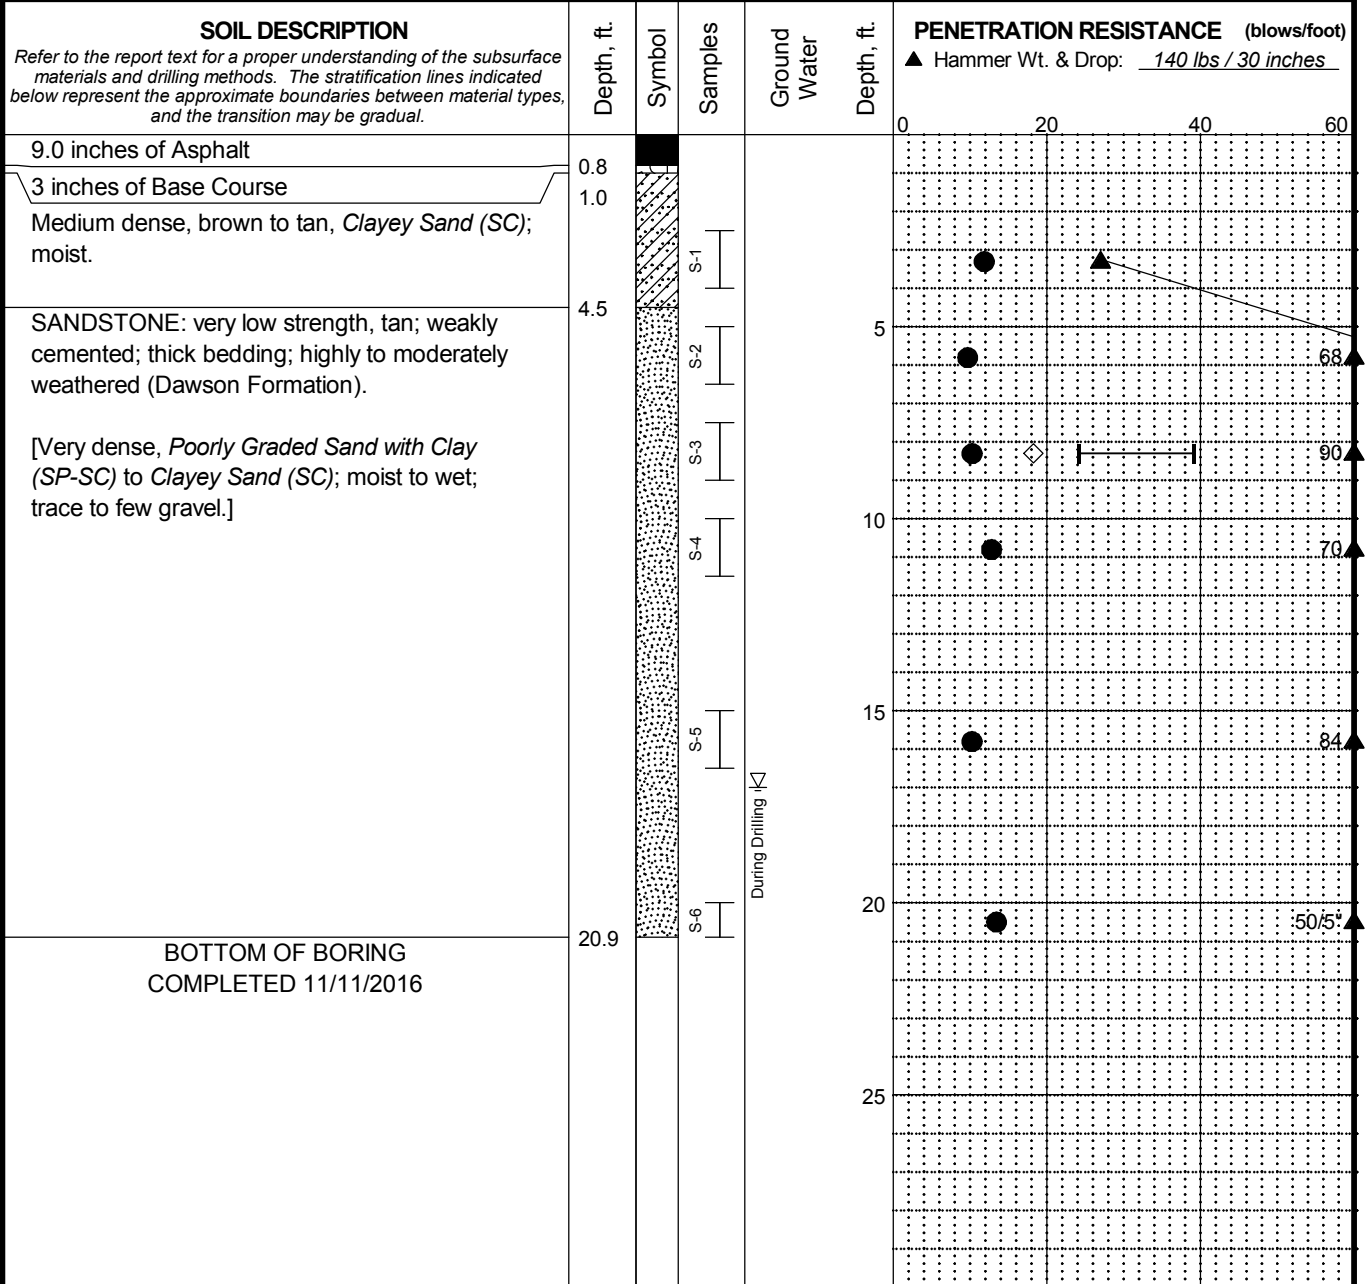 SOIL DESCRIPTION
Refer to the report text for a proper understanding of the subsurface
materials and drilling methods. The stratification lines indicated
below represent the approximate boundaries between material types,
and the transition may be gradual.
Depth, ft.
Symbol
Samples
Ground
Water
Depth, ft.
PENETRATION RESISTANCE (blows/foot)
▲ Hammer Wt. & Drop: 140 lbs / 30 inches
0 20 40 60
9.0 inches of Asphalt
0.8
3 inches of Base Course
1.0
Medium dense, brown to tan, Clayey Sand (SC);
moist.
S-1
4.5
SANDSTONE: very low strength, tan; weakly
cemented; thick bedding; highly to moderately
weathered (Dawson Formation).
S-2
5
68
[Very dense, Poorly Graded Sand with Clay
(SP-SC) to Clayey Sand (SC); moist to wet;
trace to few gravel.]
S-3
90
10
S-4
70
15
S-5
84
During Drilling
20
S-6
50/5"
20.9
BOTTOM OF BORING
COMPLETED 11/11/2016
25